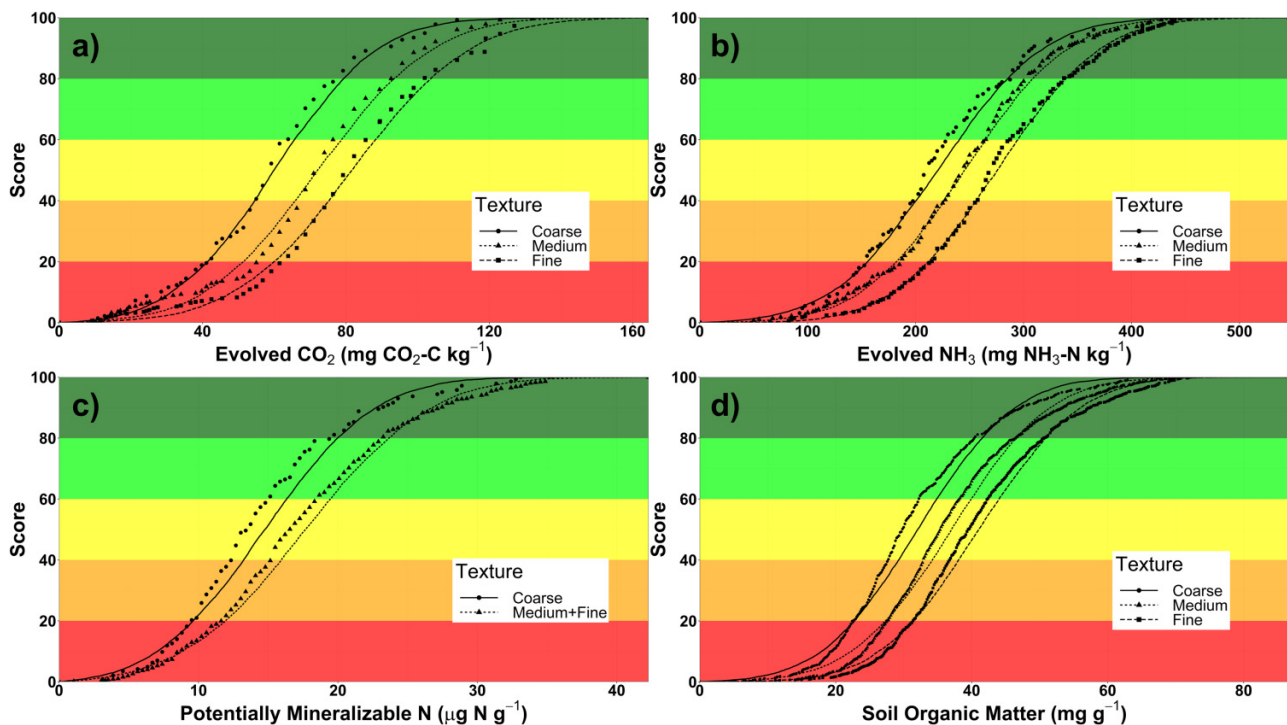 a)
100
80
60
40
20
0
Score
Texture
Coarse
Medium
Fine
0 40 80 120 160
Evolved CO₂ (mg CO₂-C kg⁻¹)
b)
100
80
60
40
20
0
Score
Texture
Coarse
Medium
Fine
0 100 200 300 400 500
Evolved NH₃ (mg NH₃-N kg⁻¹)
c)
100
80
60
40
20
0
Score
Texture
Coarse
Medium+Fine
0 10 20 30 40
Potentially Mineralizable N (μg N g⁻¹)
d)
100
80
60
40
20
0
Score
Texture
Coarse
Medium
Fine
0 20 40 60 80
Soil Organic Matter (mg g⁻¹)